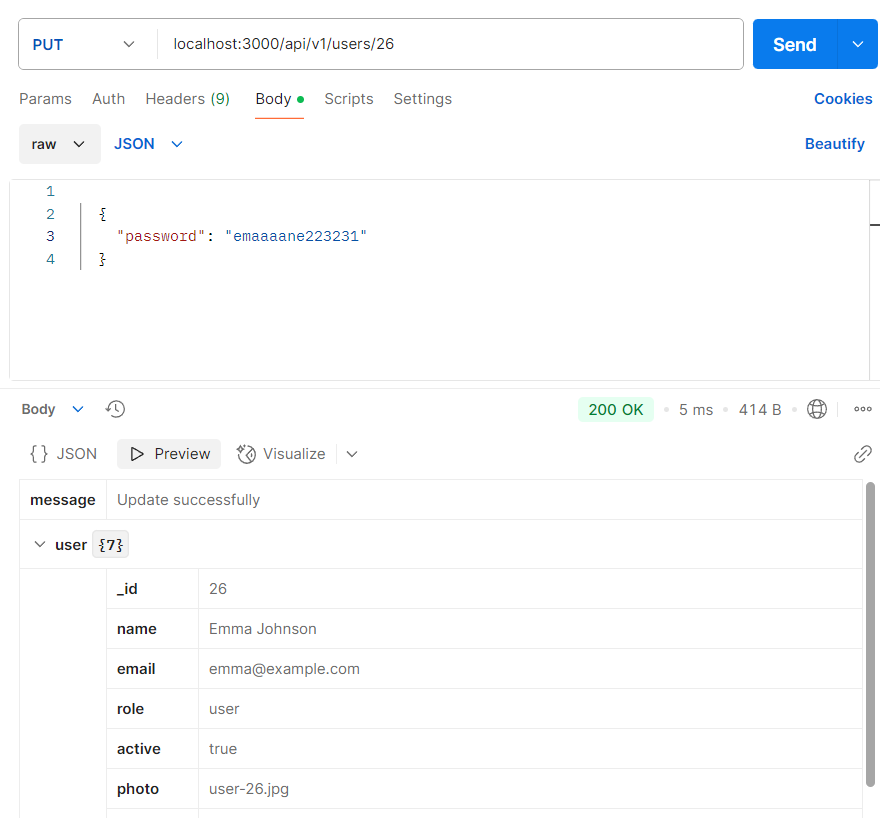 PUT localhost:3000/api/v1/users/26 Send
Params Auth Headers (9) Body Scripts Settings Cookies
raw JSON Beautify
1
2 {
3 "password": "emaaaane223231"
4 }
Body 200 OK 5 ms 414 B
{} JSON Preview Visualize
message Update successfully
user {7}
_id 26
name Emma Johnson
email emma@example.com
role user
active true
photo user-26.jpg